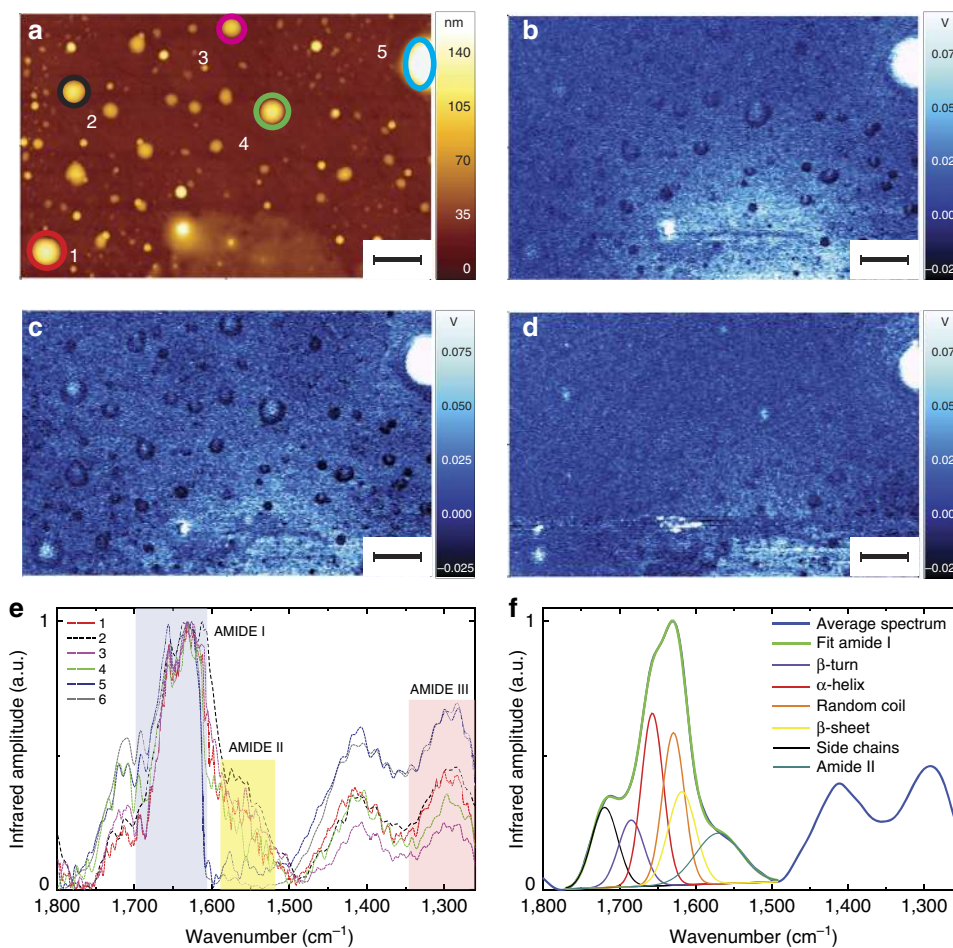 a
nm
140
105
70
35
0
1
2
3
4
5
b
V
0.07
0.05
0.02
0.00
−0.02
c
V
0.075
0.050
0.025
0.000
−0.025
d
V
0.07
0.05
0.02
0.00
−0.02
e
1
2
3
4
5
6
AMIDE I
AMIDE II
AMIDE III
Infrared amplitude (a.u.)
1
0
1,800 1,700 1,600 1,500 1,400 1,300
Wavenumber (cm−1)
f
Average spectrum
Fit amide I
β-turn
α-helix
Random coil
β-sheet
Side chains
Amide II
Infrared amplitude (a.u.)
1
0
1,800 1,700 1,600 1,500 1,400 1,300
Wavenumber (cm−1)